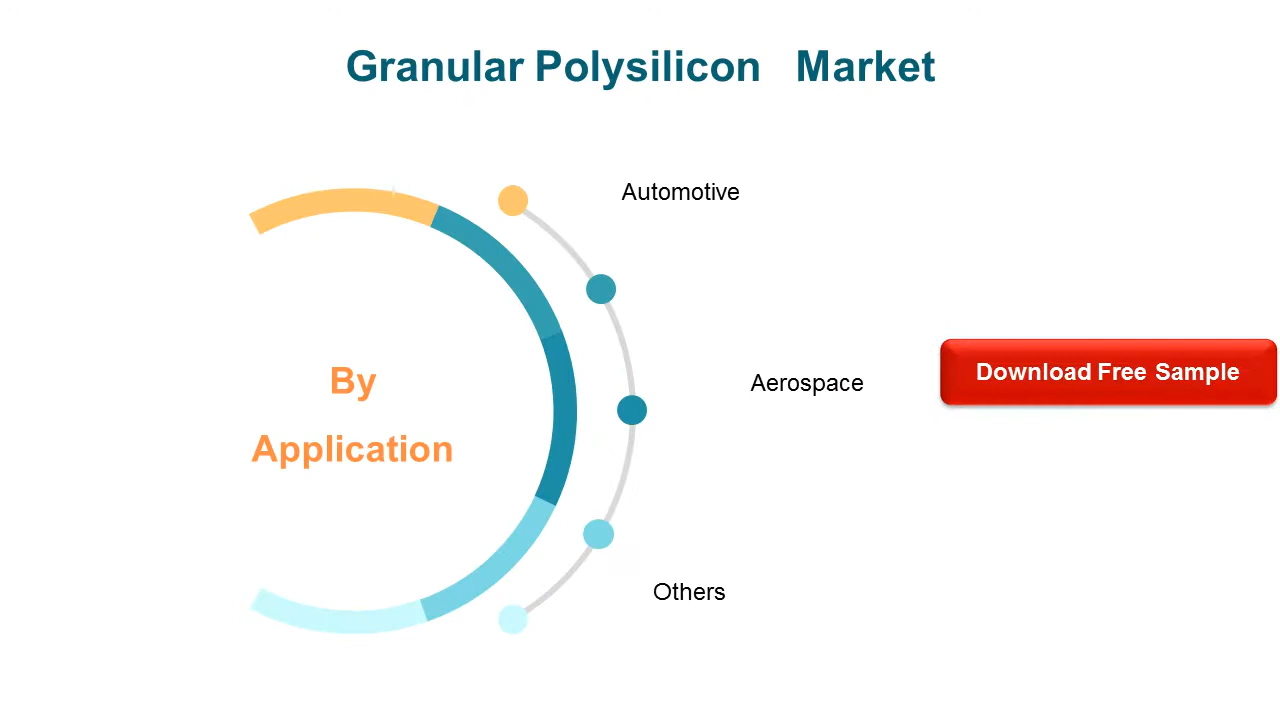 Granular Polysilicon Market
Automotive
By
Application
Aerospace
Download Free Sample
Others